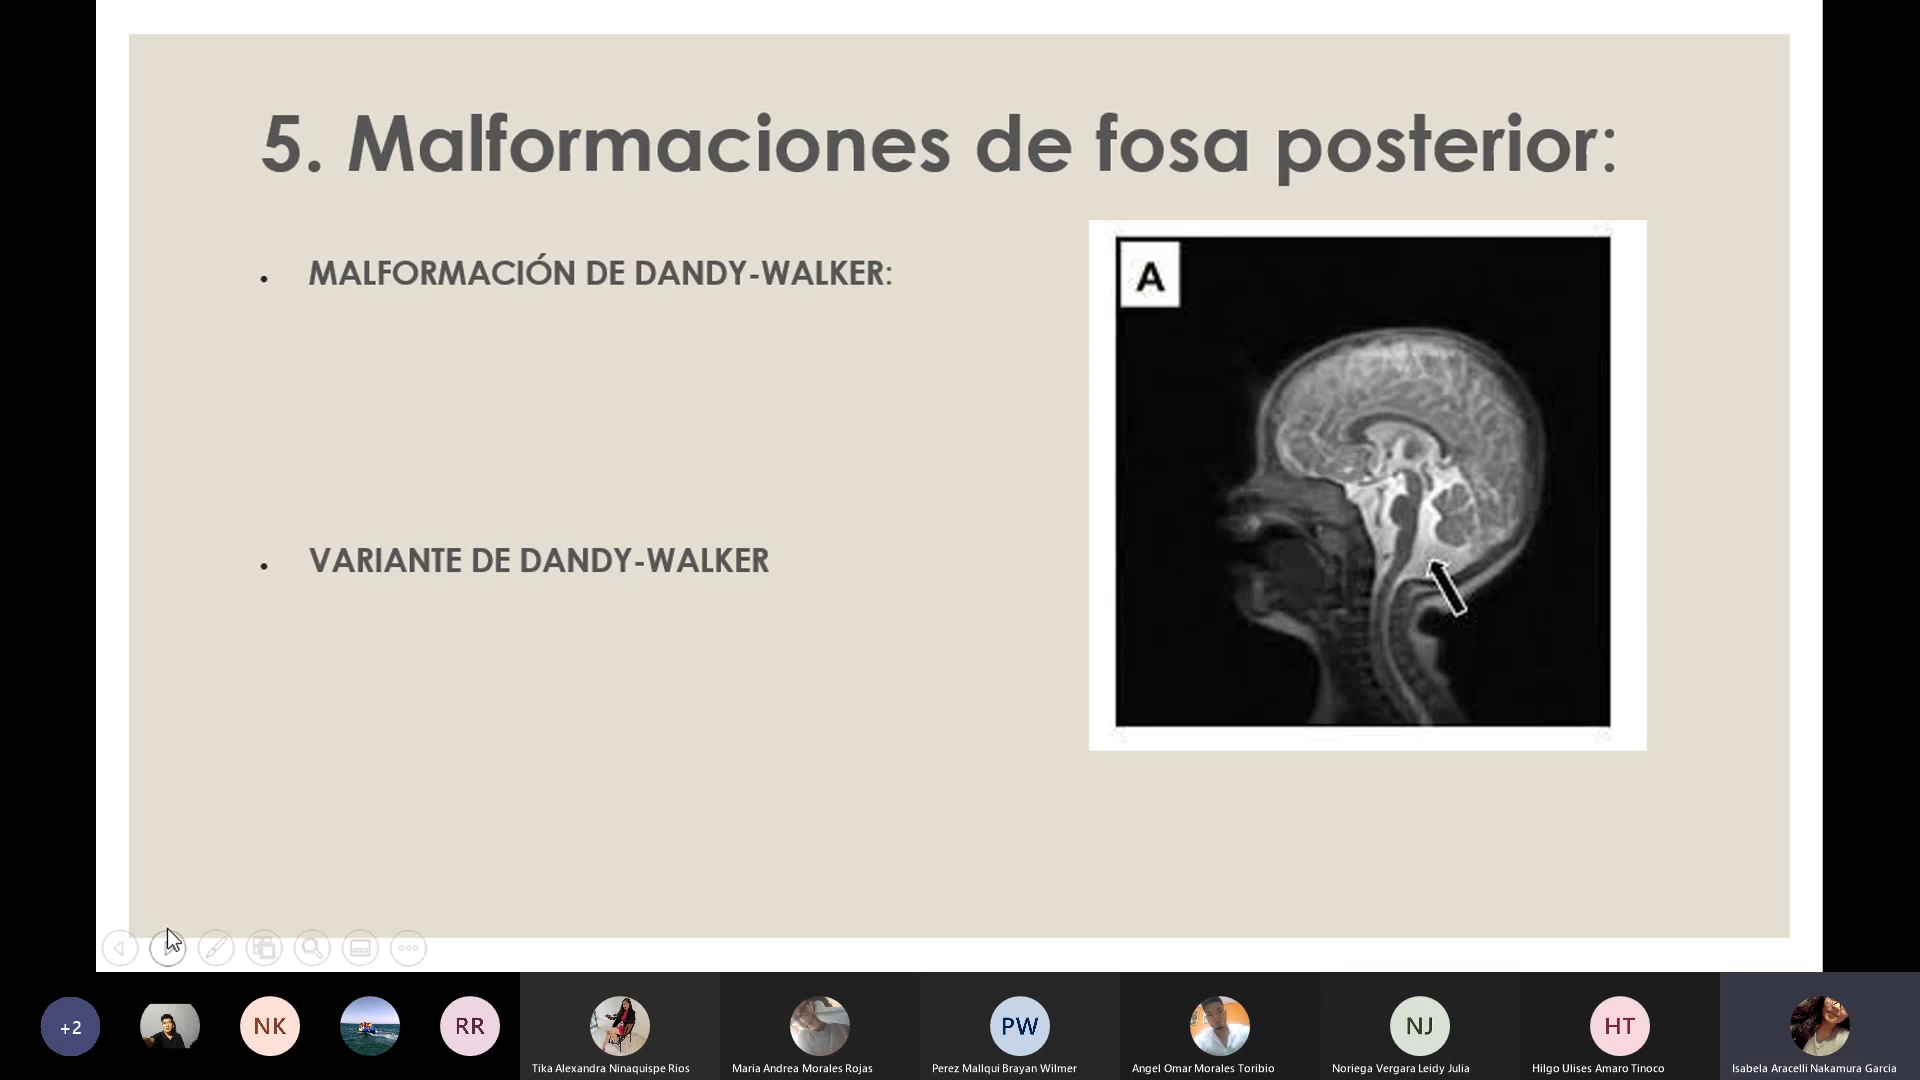 5. Malformaciones de fosa posterior:
• MALFORMACIÓN DE DANDY-WALKER:
A
• VARIANTE DE DANDY-WALKER
+2
NK
RR
PW
NJ
HT
Tika Alexandra Ninaquispe Rios
Maria Andrea Morales Rojas
Perez Mallqui Brayan Wilmer
Angel Omar Morales Toribio
Noriega Vergara Leidy Julia
Hilgo Ulises Amaro Tinoco
Isabela Aracelli Nakamura Garcia